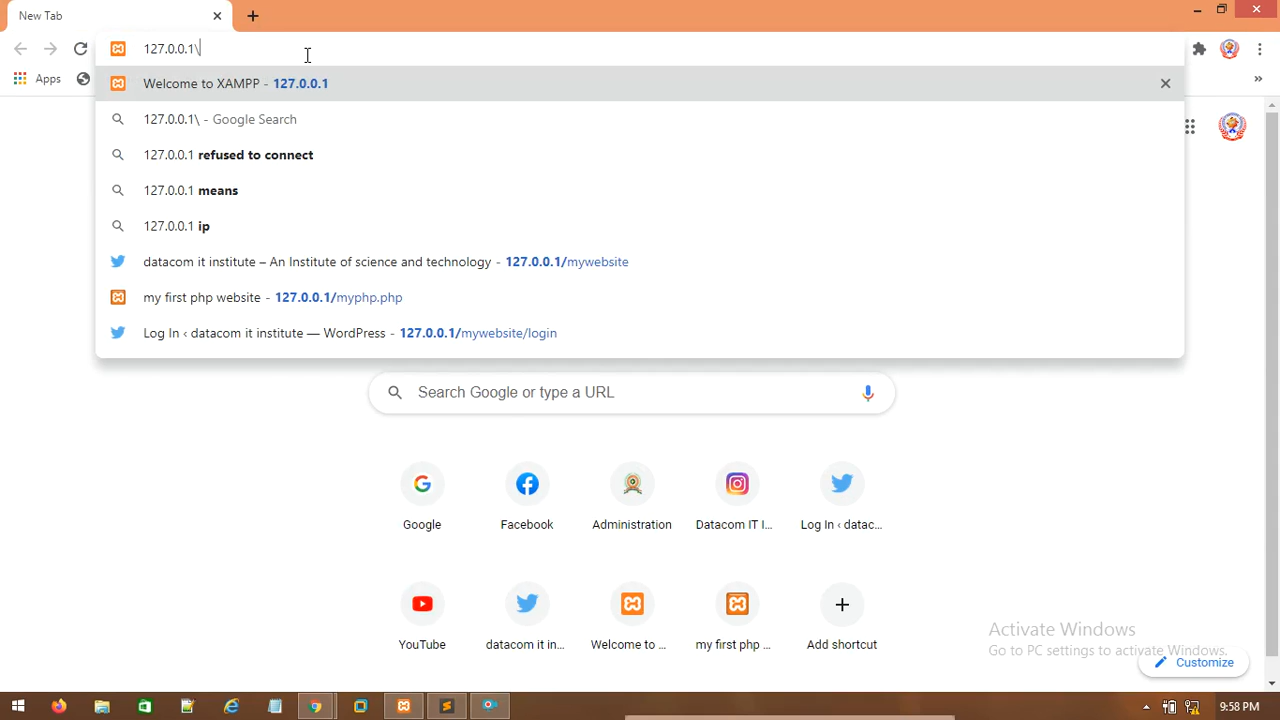 New Tab
127.0.0.1\
Apps
Welcome to XAMPP - 127.0.0.1
127.0.0.1\ - Google Search
127.0.0.1 refused to connect
127.0.0.1 means
127.0.0.1 ip
datacom it institute – An Institute of science and technology - 127.0.0.1/mywebsite
my first php website - 127.0.0.1/myphp.php
Log In ‹ datacom it institute — WordPress - 127.0.0.1/mywebsite/login
Search Google or type a URL
Google
Facebook
Administration
Datacom IT I...
Log In ‹ datac...
YouTube
datacom it in...
Welcome to ...
my first php ...
Add shortcut
Activate Windows
Go to PC settings to activate Windows.
Customize
9:58 PM